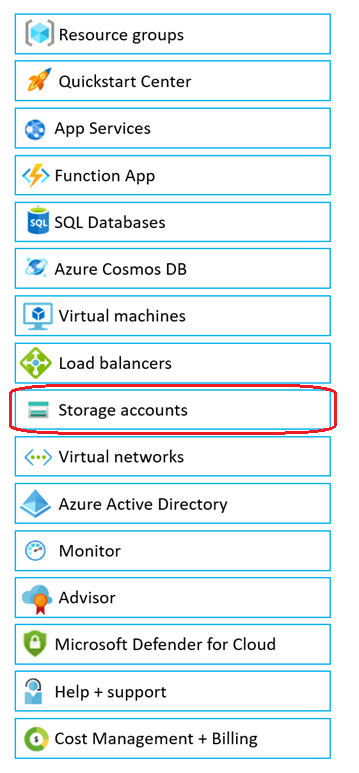 Resource groups
Quickstart Center
App Services
Function App
SQL SQL Databases
Azure Cosmos DB
Virtual machines
Load balancers
Storage accounts
Virtual networks
Azure Active Directory
Monitor
Advisor
Microsoft Defender for Cloud
Help + support
$ Cost Management + Billing